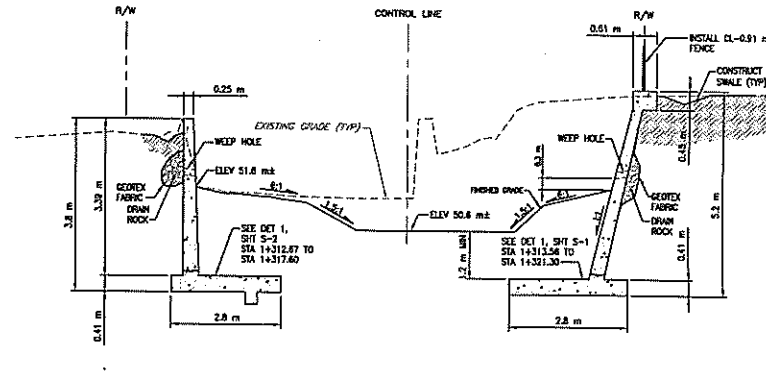 R/W
CONTROL LINE
R/W
0.61 m
INSTALL CL-0.91 m
FENCE
CONSTRUCT
SWALE (TYP)
0.25 m
EXISTING GRADE (TYP)
WEEP HOLE
ELEV 51.8 m±
GEOTEX
FABRIC
DRAIN
ROCK
3.8 m
3.39 m
6:1
1.5:1
ELEV 50.6 m±
SEE DET 1,
SHT S-2
STA 1+312.67 TO
STA 1+317.60
0.41 m
2.8 m
WEEP HOLE
0.3 m
FINISHED GRADE
6:1
1.5:1
0.45 m
5.2 m
GEOTEX
FABRIC
DRAIN
ROCK
SEE DET 1, SHT S-1
STA 1+313.56 TO
STA 1+321.30
1.2 m MIN
0.41 m
2.8 m